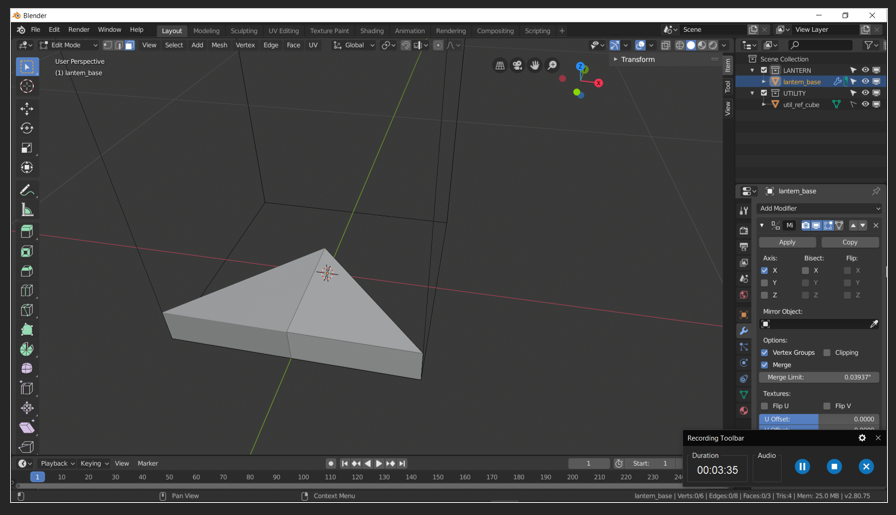 Blender
File Edit Render Window Help Layout Modeling Sculpting UV Editing Texture Paint Shading Animation Rendering Compositing Scripting + Scene View Layer
Edit Mode View Select Add Mesh Vertex Edge Face UV Global
User Perspective
(1) lantern_base
Z
Y
X
Transform
Item
Tool
View
Scene Collection
LANTERN
lantern_base
UTILITY
util_ref_cube
lantern_base
Add Modifier
Mi
Apply Copy
Axis: Bisect: Flip:
X X X
Y Y Y
Z Z Z
Mirror Object:
Options:
Vertex Groups Clipping
Merge
Merge Limit: 0.03937"
Textures:
Flip U Flip V
U Offset: 0.0000
Recording Toolbar
Duration Audio
00:03:35
Playback Keying View Marker 1 Start: 1
1 10 20 30 40 50 60 70 80 90 100 110 120 130 140 150 160 170 180 190 200 210 220 230
Pan View Context Menu lantern_base | Verts:0/6 | Edges:0/8 | Faces:0/3 | Tris:4 | Mem: 25.0 MB | v2.80.75